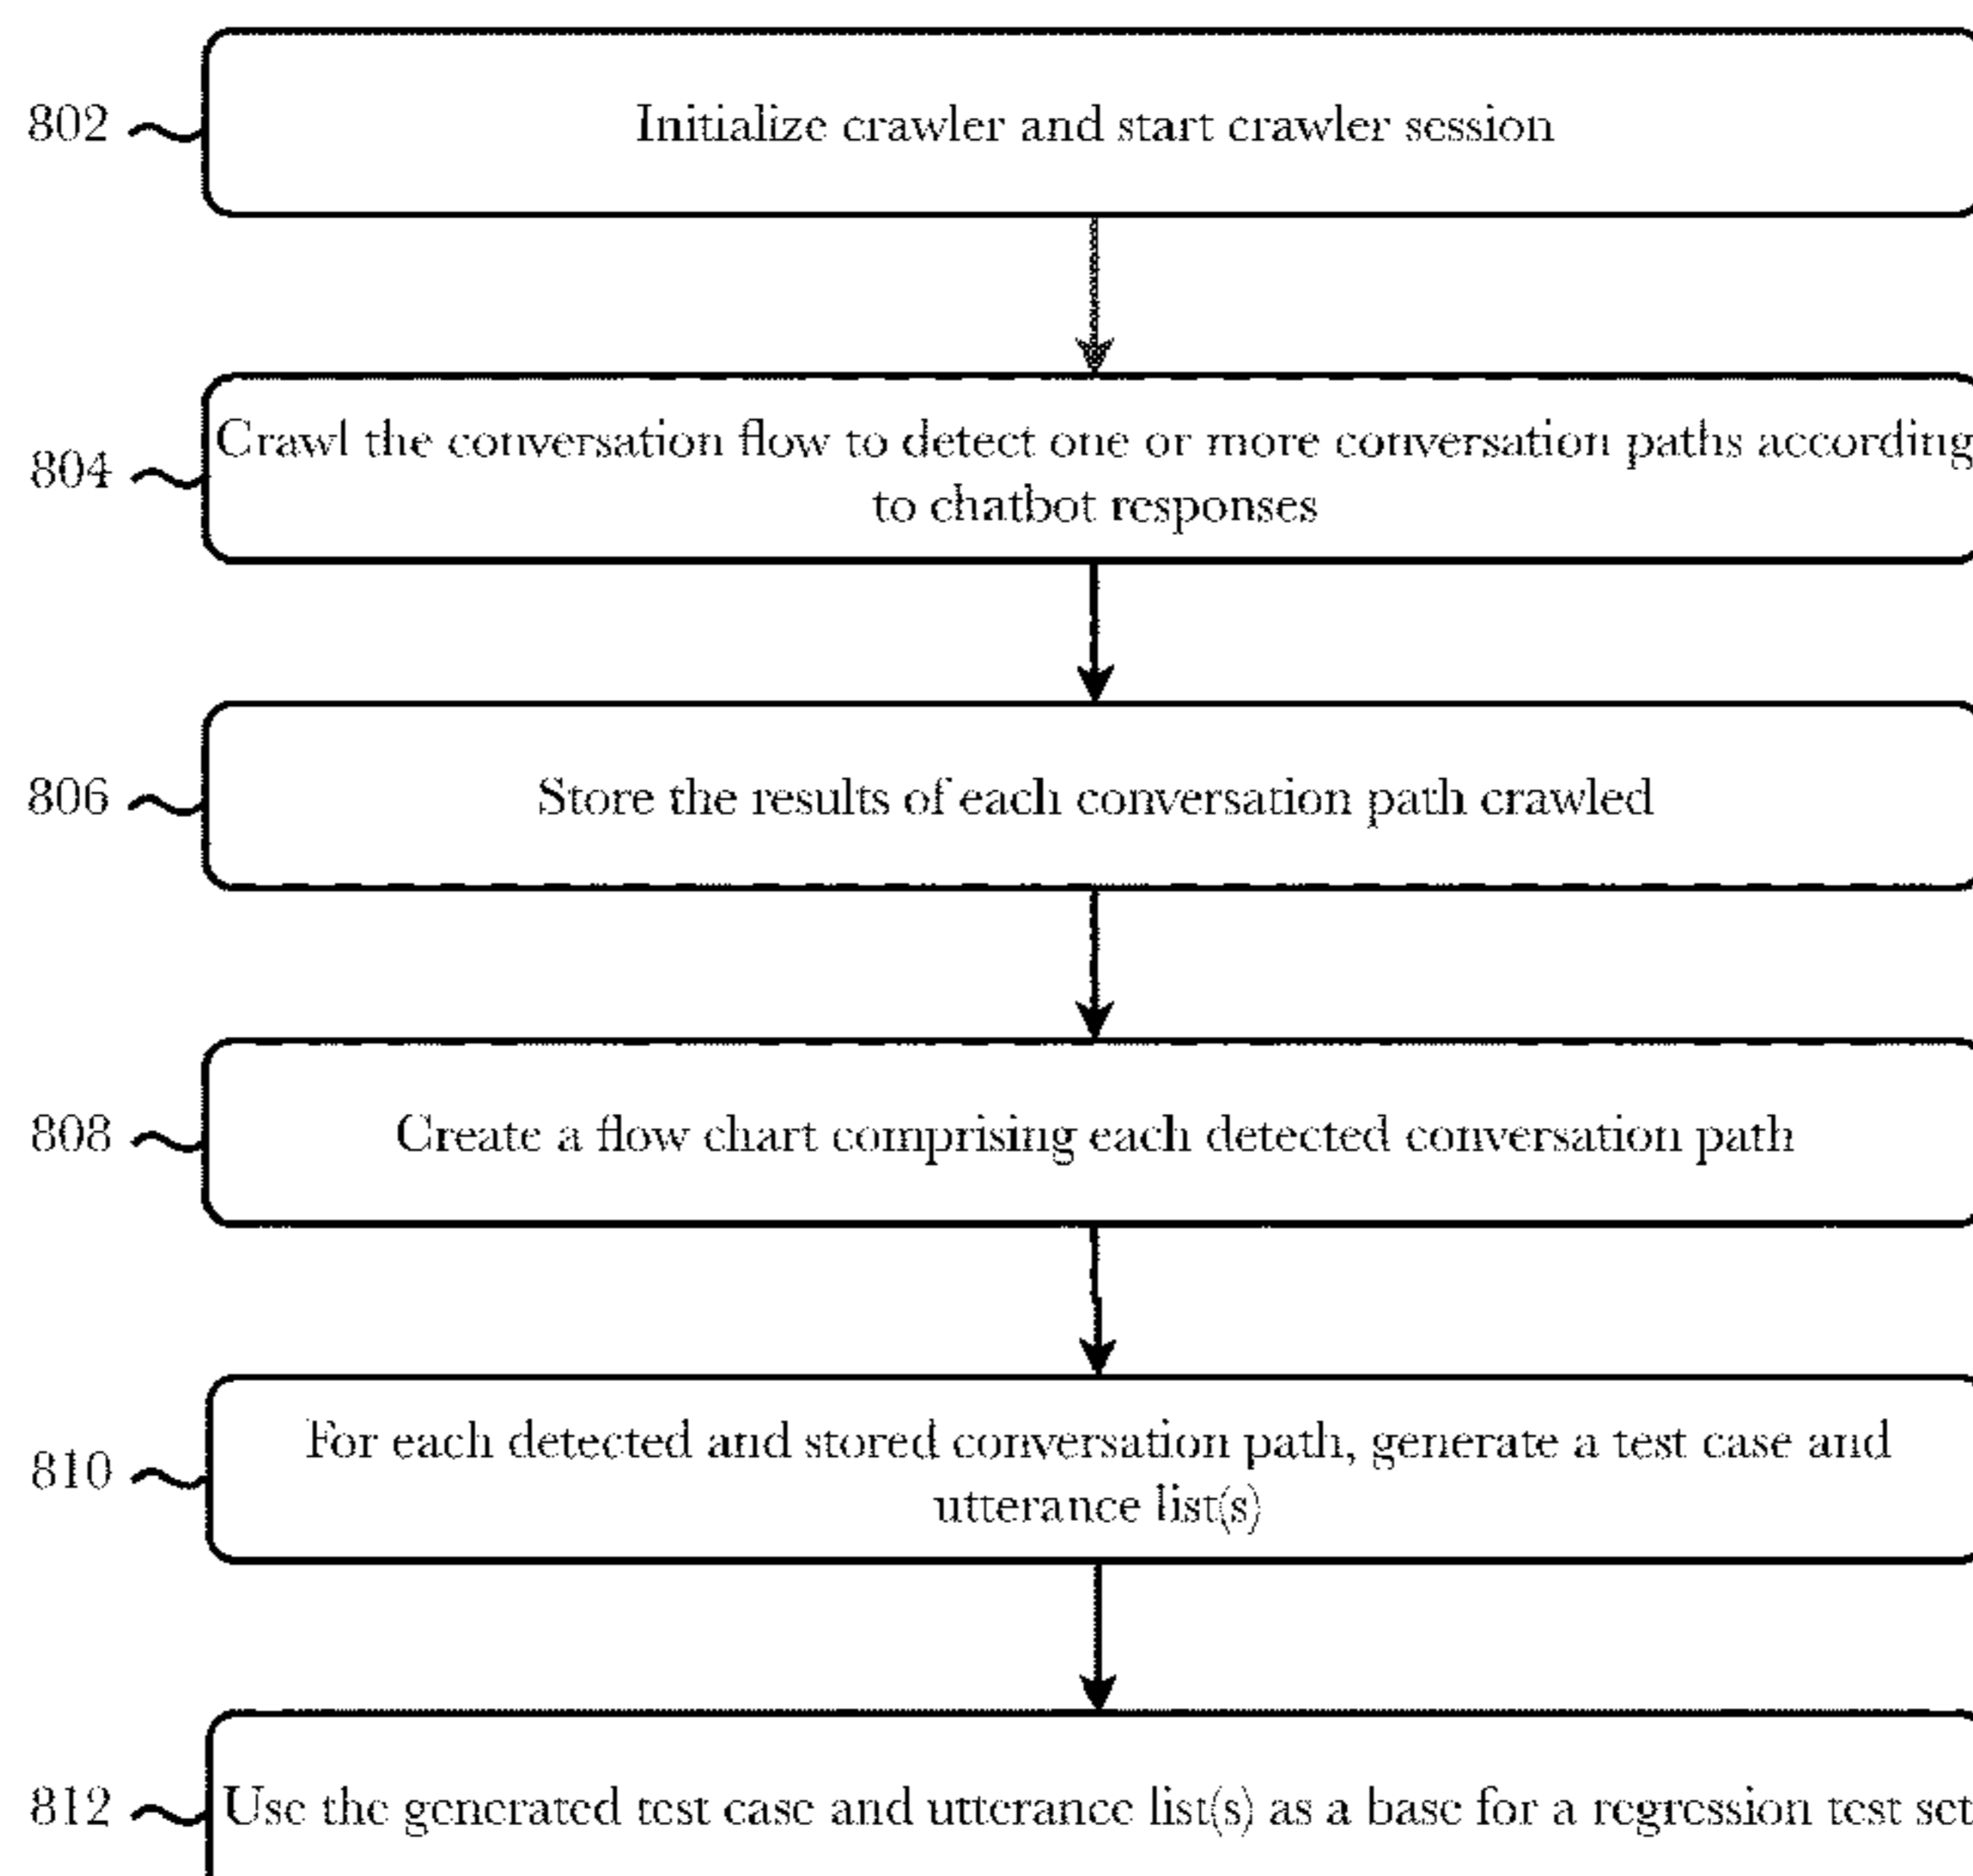 802
Initialize crawler and start crawler session
804
Crawl the conversation flow to detect one or more conversation paths according
to chatbot responses
806
Store the results of each conversation path crawled
808
Create a flow chart comprising each detected conversation path
810
For each detected and stored conversation path, generate a test case and
utterance list(s)
812
Use the generated test case and utterance list(s) as a base for a regression test set